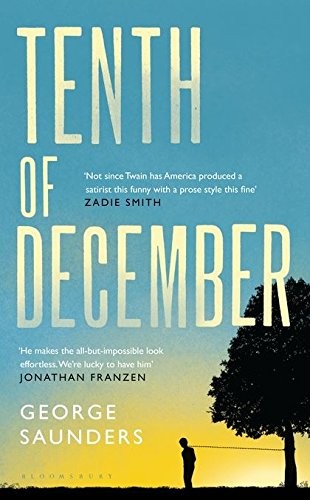 TENTH
OF
DECEMBER
'Not since Twain has America produced a
satirist this funny with a prose style this fine'
ZADIE SMITH
'He makes the all-but-impossible look
effortless. We're lucky to have him'
JONATHAN FRANZEN
GEORGE
SAUNDERS
BLOOMSBURY